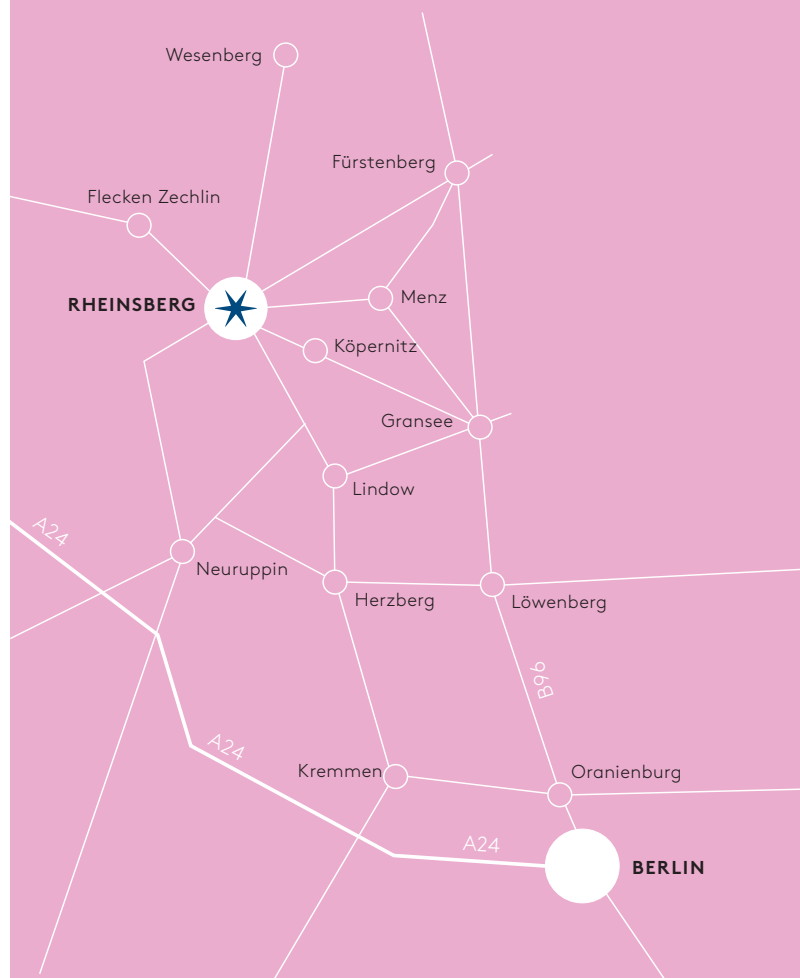 Wesenberg
Fürstenberg
Flecken Zechlin
RHEINSBERG
Menz
Köpernitz
Gransee
Lindow
A24
Neuruppin
Herzberg
Löwenberg
B96
A24
Kremmen
Oranienburg
A24
BERLIN